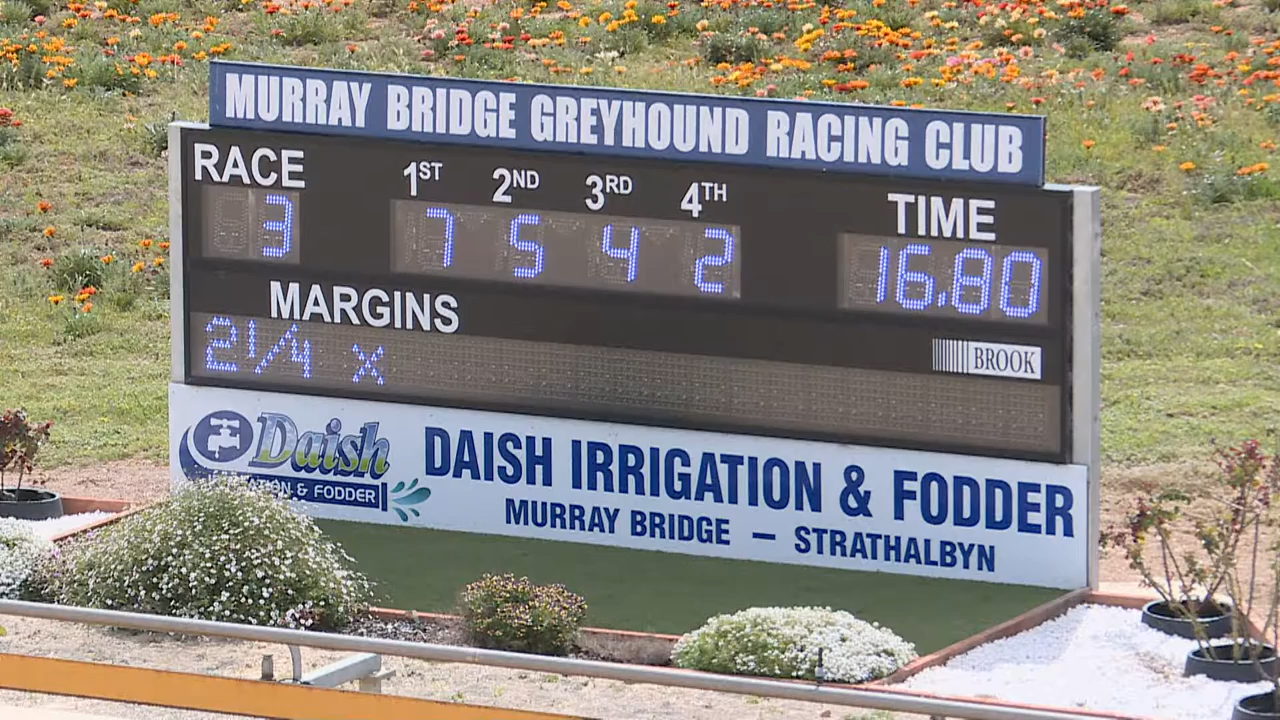 MURRAY BRIDGE GREYHOUND RACING CLUB
RACE 1ST 2ND 3RD 4TH TIME
3 7 5 4 2 16.80
MARGINS
2 1/4 X
BROOK
Daish
& FODDER
DAISH IRRIGATION & FODDER
MURRAY BRIDGE – STRATHALBYN